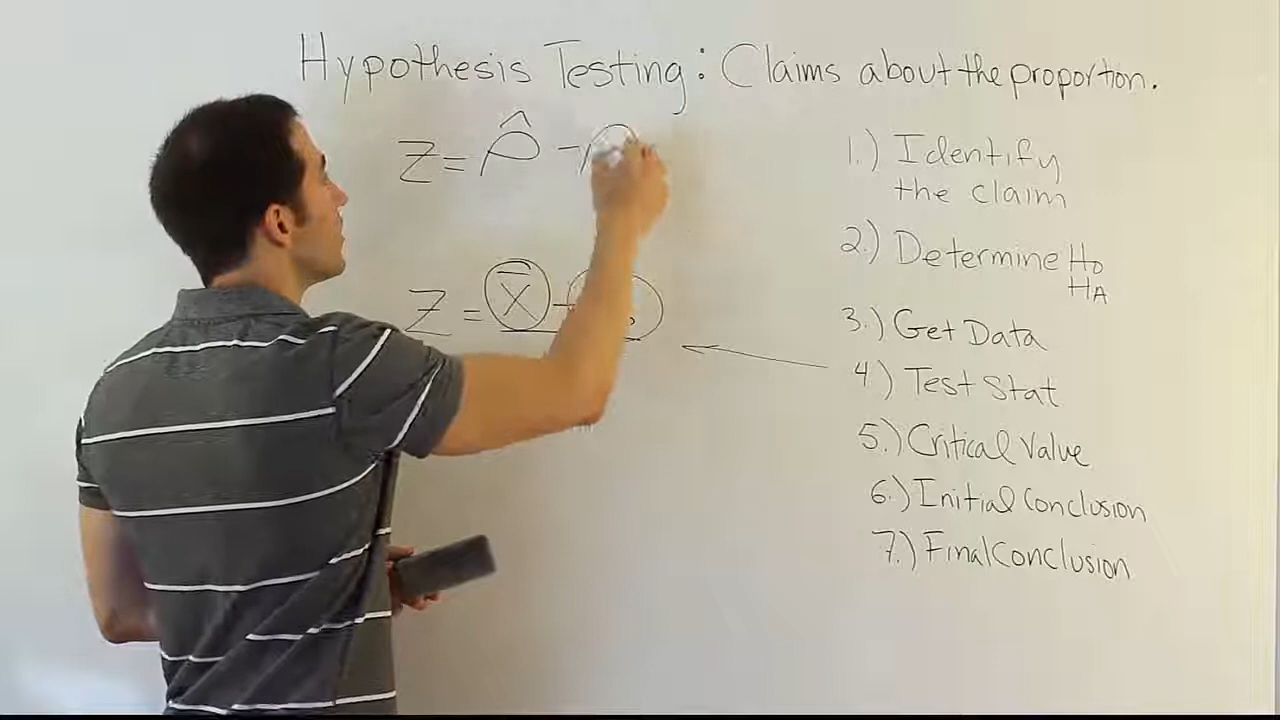 Hypothesis Testing: Claims about the proportion.
Z = p̂ - p
Z = x̄ -
1.) Identify
the claim
2.) Determine H₀
Hᴀ
3.) Get Data
4.) Test Stat
5.) Critical Value
6.) Initial Conclusion
7.) Final Conclusion